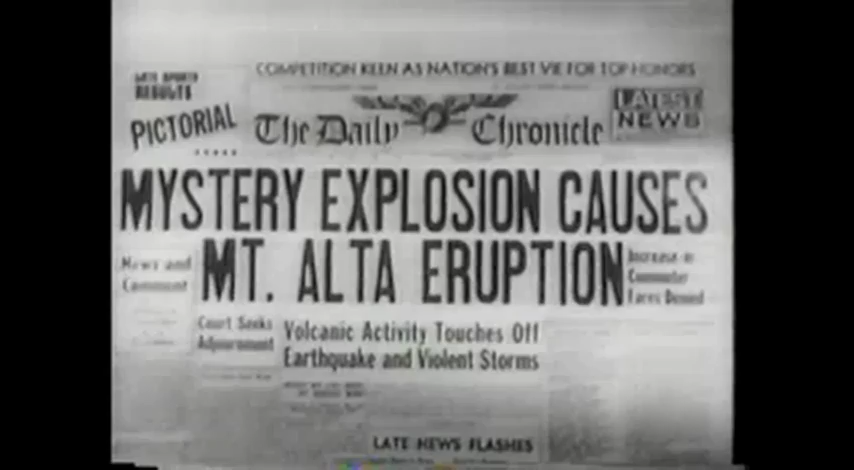 COMPETITION KEEN AS NATION'S BEST VIE FOR TOP HONORS
LATE SPORTS
RESULTS
PICTORIAL
The Daily Chronicle
LATEST
NEWS
MYSTERY EXPLOSION CAUSES
MT. ALTA ERUPTION
News and
Comment
Increase in
Commuter
Fares Denied
Court Seeks
Adjournment
Volcanic Activity Touches Off
Earthquake and Violent Storms
LATE NEWS FLASHES